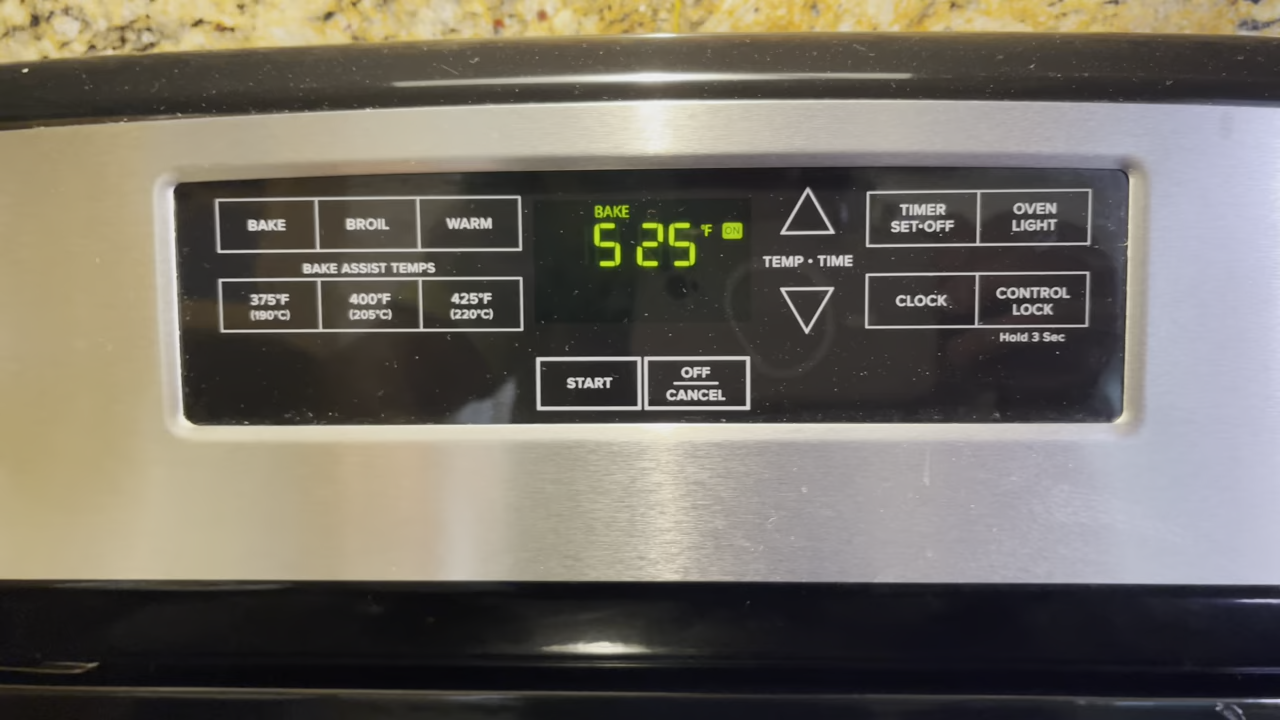 BAKE
BROIL
WARM
BAKE ASSIST TEMPS
375°F
(190°C)
400°F
(205°C)
425°F
(220°C)
BAKE
525°F ON
START
OFF
CANCEL
TEMP • TIME
TIMER
SET•OFF
OVEN
LIGHT
CLOCK
CONTROL
LOCK
Hold 3 Sec